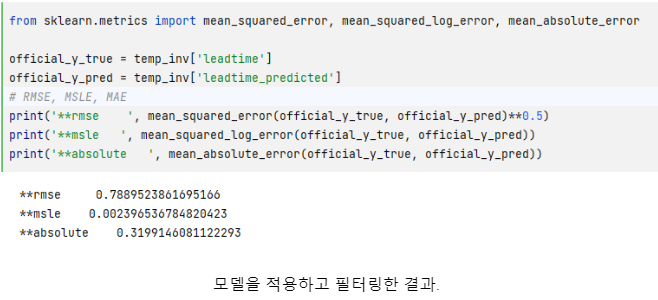 from sklearn.metrics import mean_squared_error, mean_squared_log_error, mean_absolute_error
official_y_true = temp_inv['leadtime']
official_y_pred = temp_inv['leadtime_predicted']
# RMSE, MSLE, MAE
print('**rmse    ', mean_squared_error(official_y_true, official_y_pred)**0.5)
print('**msle   ', mean_squared_log_error(official_y_true, official_y_pred))
print('**absolute   ', mean_absolute_error(official_y_true, official_y_pred))
**rmse     0.7889523861695166
**msle    0.002396536784820423
**absolute    0.3199146081122293
모델을 적용하고 필터링한 결과.